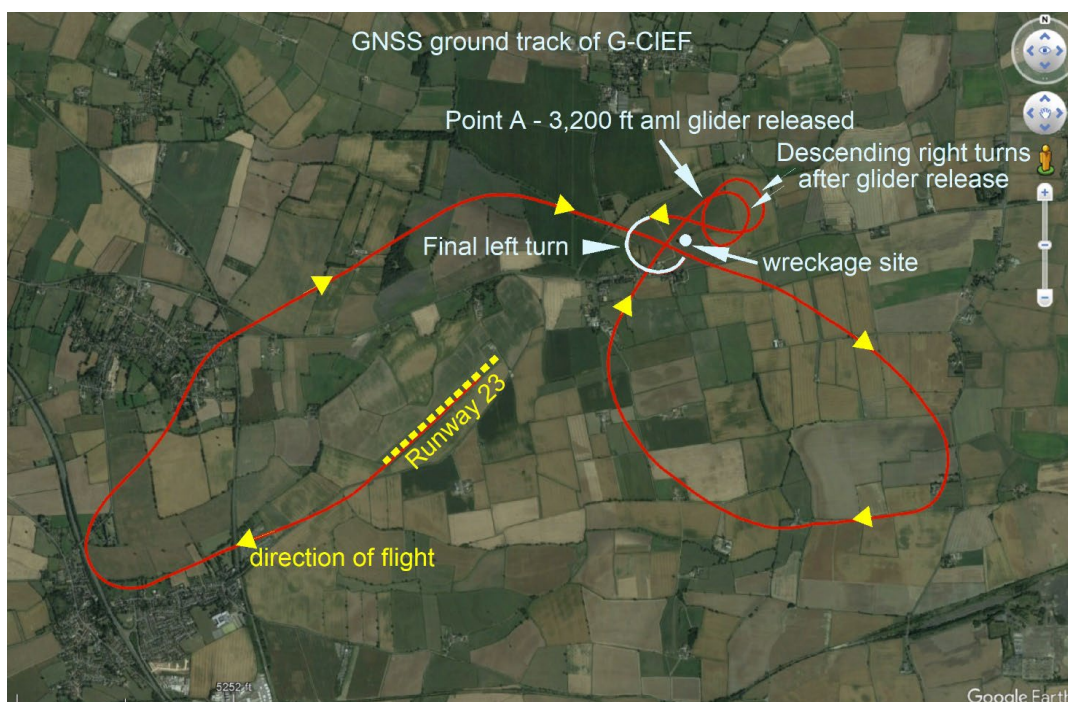 GNSS ground track of G-CIEF
N
Point A - 3,200 ft aml glider released
Descending right turns
after glider release
Final left turn
wreckage site
Runway 23
direction of flight
5252 ft
Google Earth